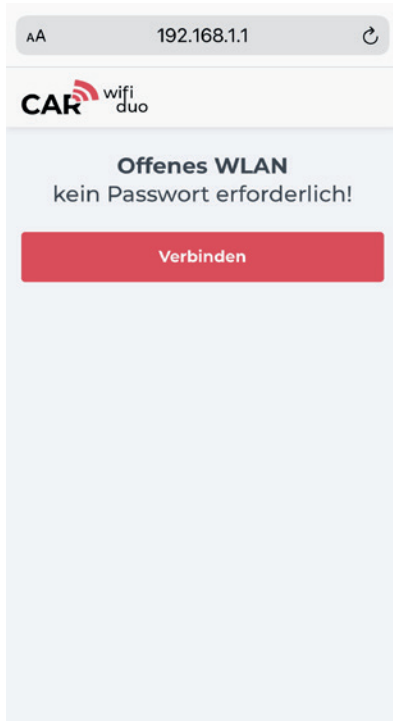 AA
192.168.1.1
CAR wifi
duo
Offenes WLAN
kein Passwort erforderlich!
Verbinden